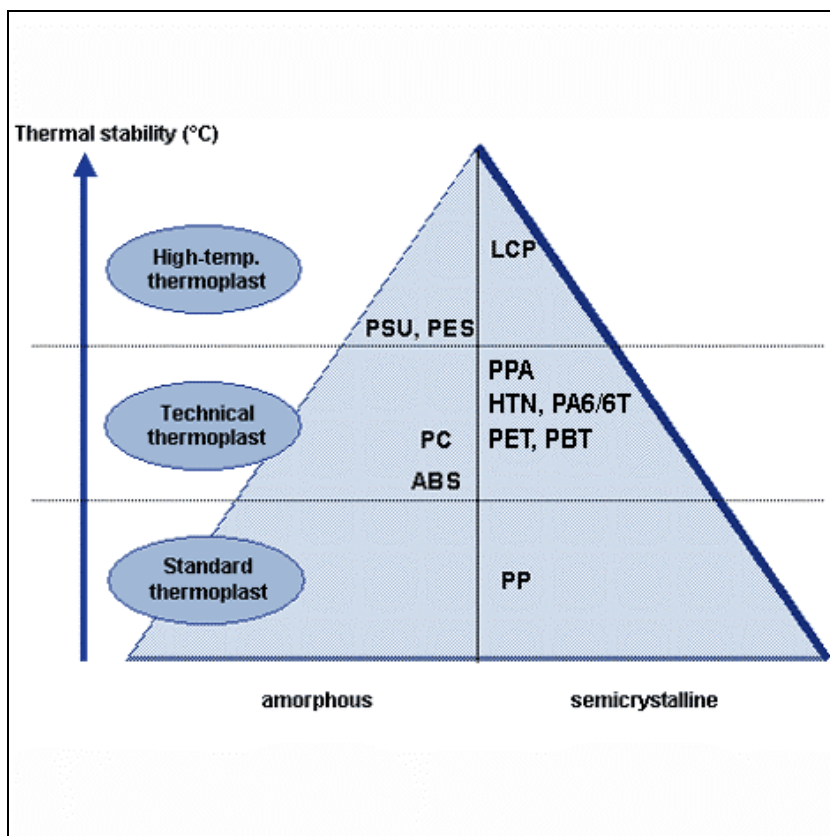 Thermal stability (°C)
High-temp.
thermoplast
LCP
PSU, PES
PPA
HTN, PA6/6T
Technical
thermoplast
PC
PET, PBT
ABS
Standard
thermoplast
PP
amorphous
semicrystalline